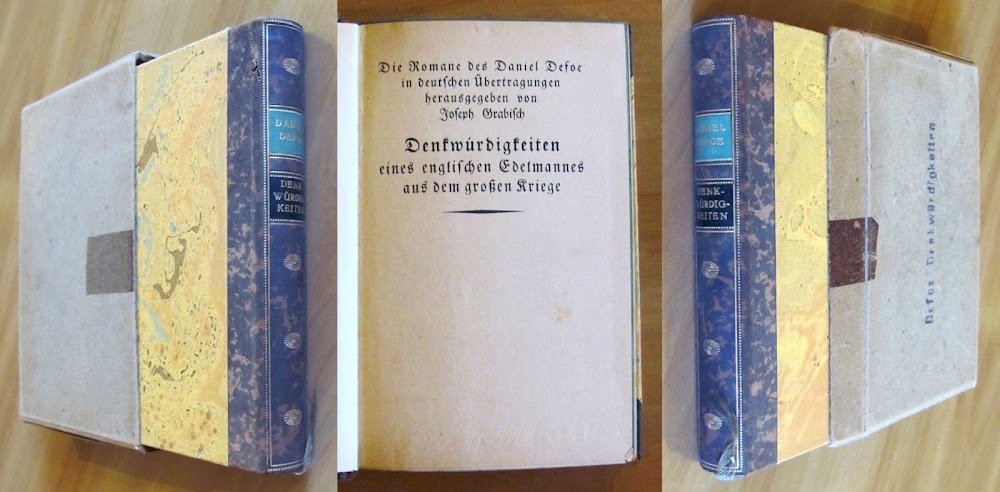 DANIEL
DEFOE
DENK
WÜRDIG
KEITEN
Die Romane des Daniel Defoe
in deutschen Übertragungen
herausgegeben von
Joseph Grabisch
Denkwürdigkeiten
eines englischen Edelmannes
aus dem großen Kriege
DANIEL
DEFOE
DENK-
WÜRDIG-
KEITEN
Defoe Denkwürdigkeiten